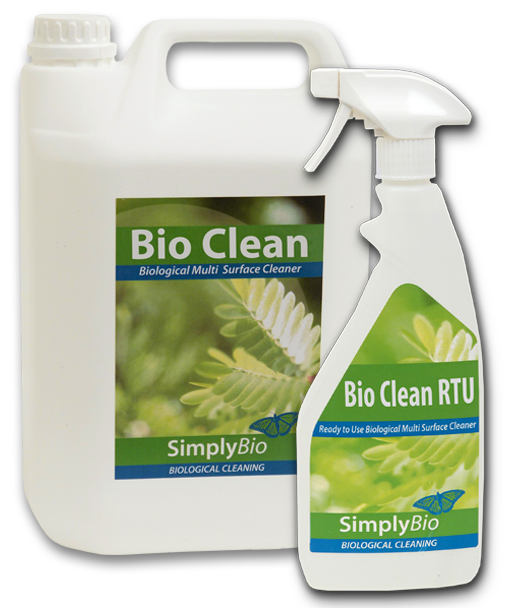 Bio Clean
Biological Multi Surface Cleaner
SimplyBio
BIOLOGICAL CLEANING
Bio Clean RTU
Ready to Use Biological Multi Surface Cleaner
SimplyBio
BIOLOGICAL CLEANING